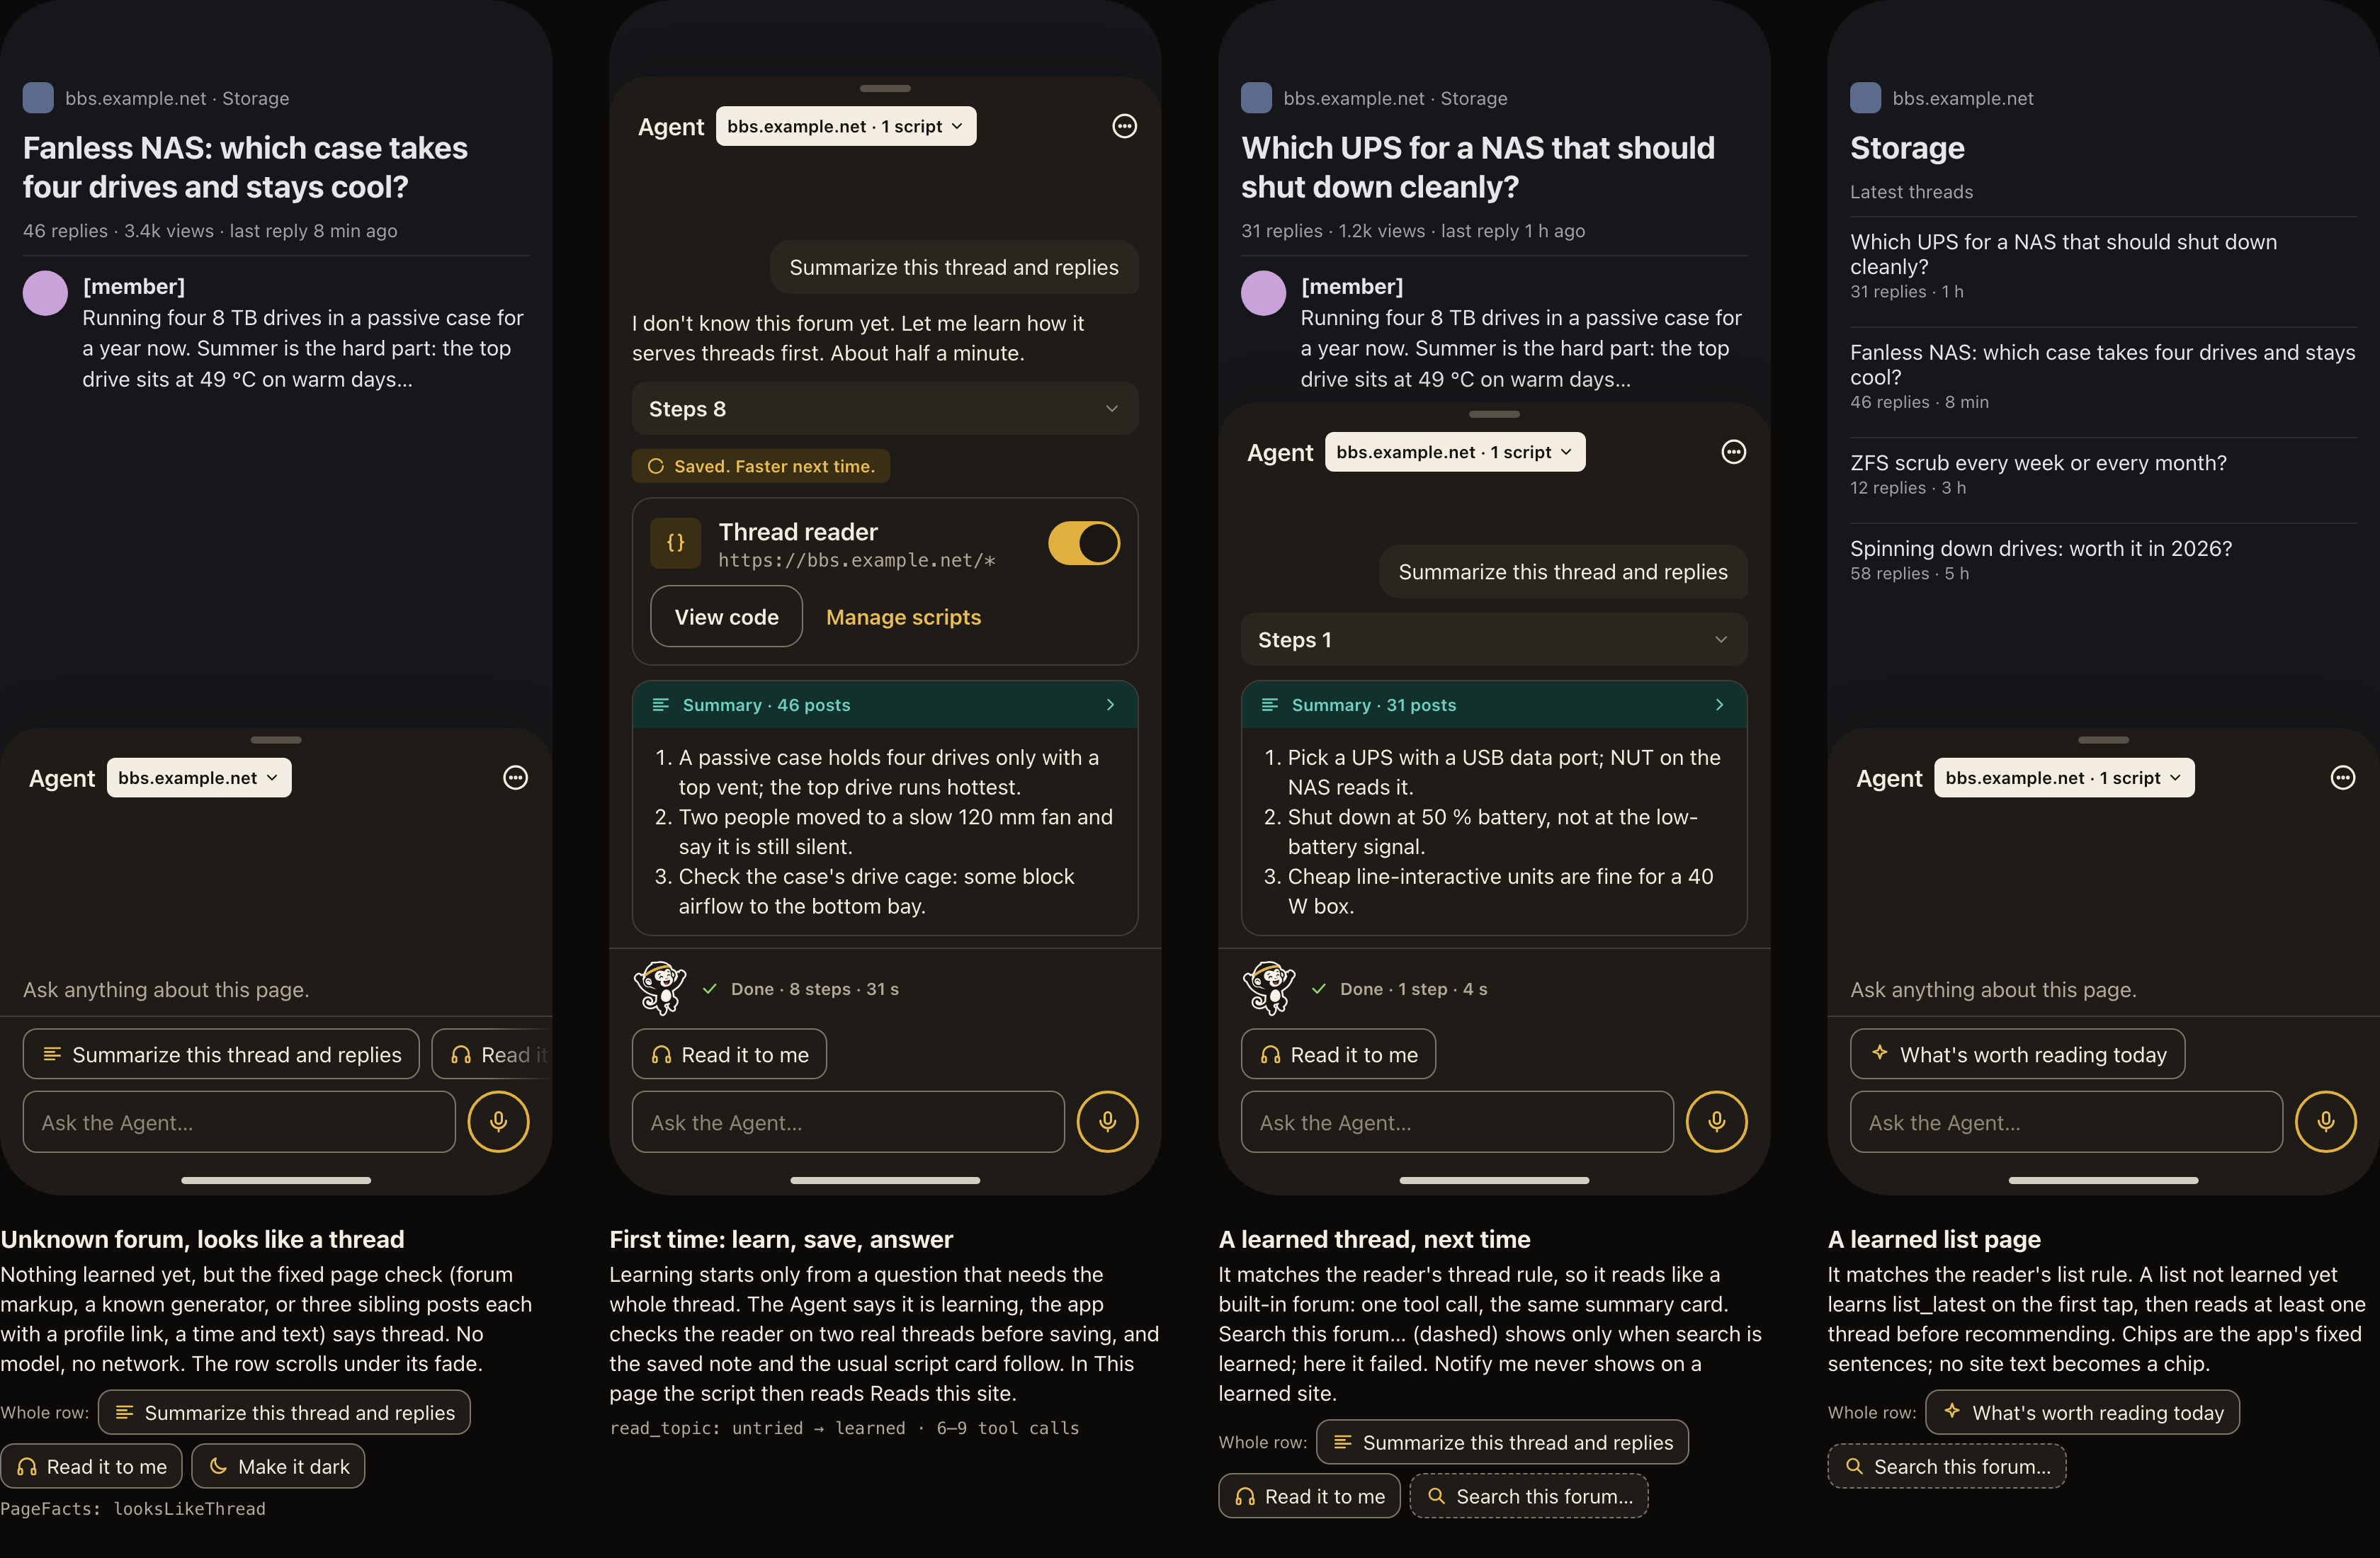 bbs.example.net · Storage
Fanless NAS: which case takes
four drives and stays cool?
46 replies · 3.4k views · last reply 8 min ago
[member]
Running four 8 TB drives in a passive case for
a year now. Summer is the hard part: the top
drive sits at 49 °C on warm days...
Agent
bbs.example.net
Ask anything about this page.
Summarize this thread and replies
Read it
Ask the Agent...
Unknown forum, looks like a thread
Nothing learned yet, but the fixed page check (forum
markup, a known generator, or three sibling posts each
with a profile link, a time and text) says thread. No
model, no network. The row scrolls under its fade.
Whole row: Summarize this thread and replies
Read it to me Make it dark
PageFacts: looksLikeThread
Agent
bbs.example.net · 1 script
Summarize this thread and replies
I don't know this forum yet. Let me learn how it
serves threads first. About half a minute.
Steps 8
Saved. Faster next time.
{}
Thread reader
https://bbs.example.net/*
View code
Manage scripts
Summary · 46 posts
1. A passive case holds four drives only with a
top vent; the top drive runs hottest.
2. Two people moved to a slow 120 mm fan and
say it is still silent.
3. Check the case's drive cage: some block
airflow to the bottom bay.
Done · 8 steps · 31 s
Read it to me
Ask the Agent...
First time: learn, save, answer
Learning starts only from a question that needs the
whole thread. The Agent says it is learning, the app
checks the reader on two real threads before saving, and
the saved note and the usual script card follow. In This
page the script then reads Reads this site.
read_topic: untried → learned · 6–9 tool calls
bbs.example.net · Storage
Which UPS for a NAS that should
shut down cleanly?
31 replies · 1.2k views · last reply 1 h ago
[member]
Running four 8 TB drives in a passive case for
a year now. Summer is the hard part: the top
drive sits at 49 °C on warm days...
Agent
bbs.example.net · 1 script
Summarize this thread and replies
Steps 1
Summary · 31 posts
1. Pick a UPS with a USB data port; NUT on the
NAS reads it.
2. Shut down at 50 % battery, not at the low-
battery signal.
3. Cheap line-interactive units are fine for a 40
W box.
Done · 1 step · 4 s
Read it to me
Ask the Agent...
A learned thread, next time
It matches the reader's thread rule, so it reads like a
built-in forum: one tool call, the same summary card.
Search this forum... (dashed) shows only when search is
learned; here it failed. Notify me never shows on a
learned site.
Whole row: Summarize this thread and replies
Read it to me Search this forum...
bbs.example.net
Storage
Latest threads
Which UPS for a NAS that should shut down
cleanly?
31 replies · 1 h
Fanless NAS: which case takes four drives and stays
cool?
46 replies · 8 min
ZFS scrub every week or every month?
12 replies · 3 h
Spinning down drives: worth it in 2026?
58 replies · 5 h
Agent
bbs.example.net · 1 script
Ask anything about this page.
What's worth reading today
Ask the Agent...
A learned list page
It matches the reader's list rule. A list not learned yet
learns list_latest on the first tap, then reads at least one
thread before recommending. Chips are the app's fixed
sentences; no site text becomes a chip.
Whole row: What's worth reading today
Search this forum...